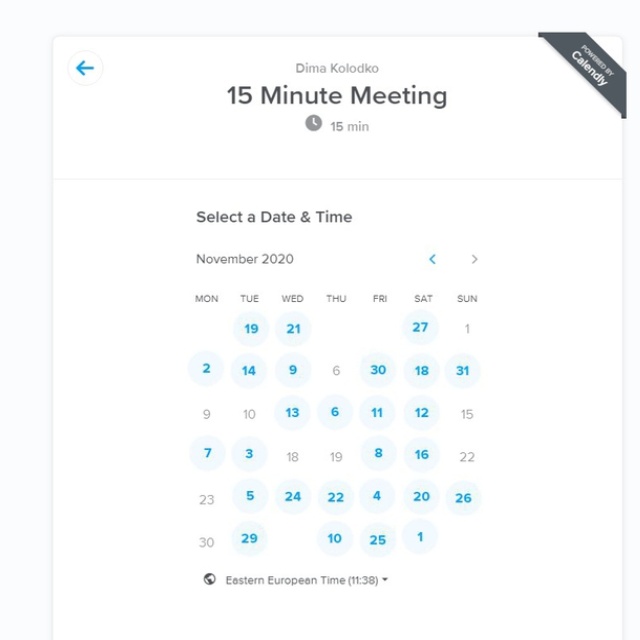 POWERED BY
Calendly
Dima Kolodko
15 Minute Meeting
15 min
Select a Date & Time
November 2020
MON TUE WED THU FRI SAT SUN
19 21 27 1
2 14 9 6 30 18 31
9 10 13 6 11 12 15
7 3 18 19 8 16 22
23 5 24 22 4 20 26
30 29 10 25 1
Eastern European Time (11:38)